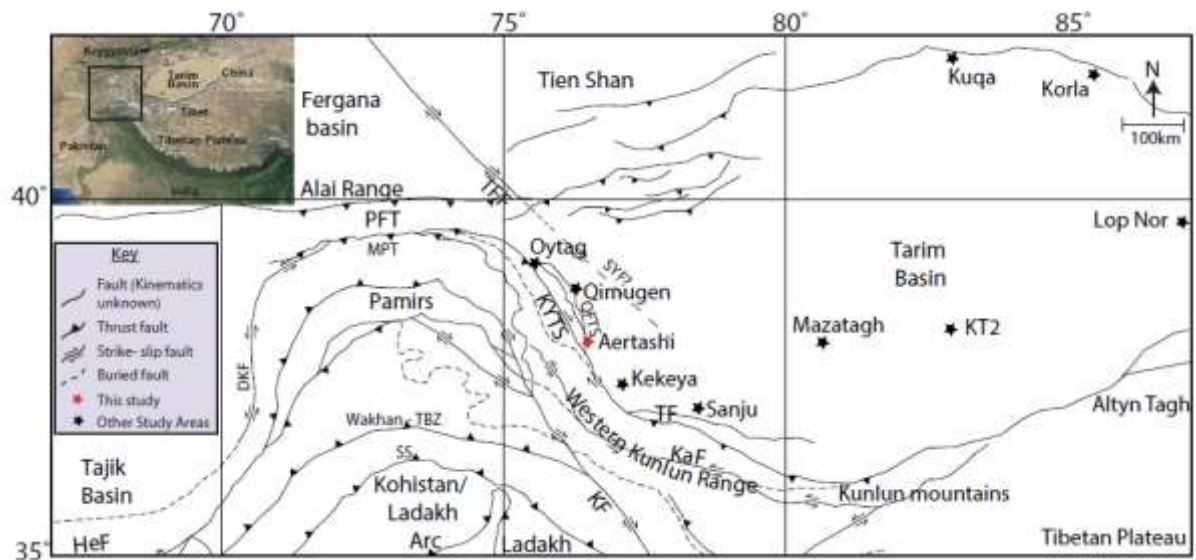 70°
75°
80°
85°
Kyrgyzstan
Tarim
Basin
China
Tibet
Tibetan Plateau
Pakistan
India
Fergana
basin
Tien Shan
Kuqa
Korla
N
100km
40°
Alai Range
TFF
PFT
MPT
Lop Nor
Key
Fault (Kinematics
unknown)
Thrust fault
Strike- slip fault
Buried fault
This study
Other Study Areas
Oytag
SYF?
Qimugen
QFTS
KYTS
Aertashi
Pamirs
Tarim
Basin
Mazatagh
KT2
Kekeya
Sanju
DKF
TF
Altyn Tagh
Wakhan - TBZ
Western Kunlun Range
KaF
SS
Tajik
Basin
Kohistan/
Ladakh
Arc
KF
Kunlun mountains
HeF
Ladakh
Tibetan Plateau
35°